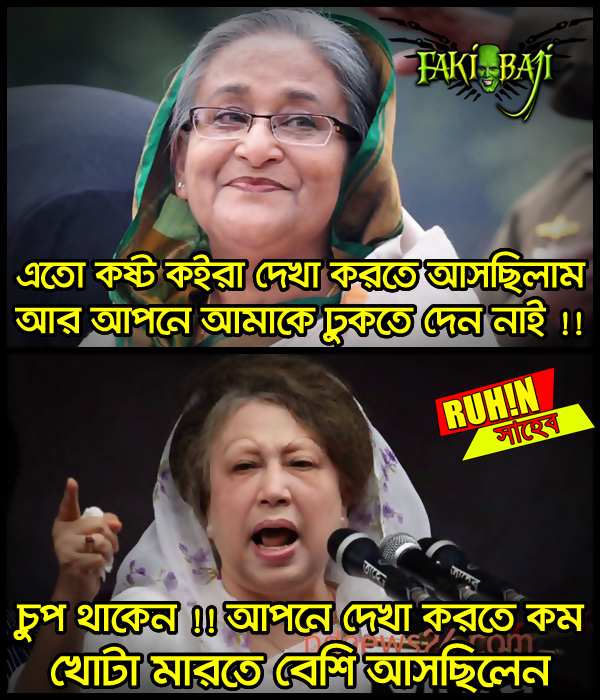 FAKIBAJI
এতো কষ্ট কইরা দেখা করতে আসছিলাম
আর আপনে আমাকে ঢুকতে দেন নাই !!
RUH!N
সাহেব
চুপ থাকেন !! আপনে দেখা করতে কম
খোটা মারতে বেশি আসছিলেন